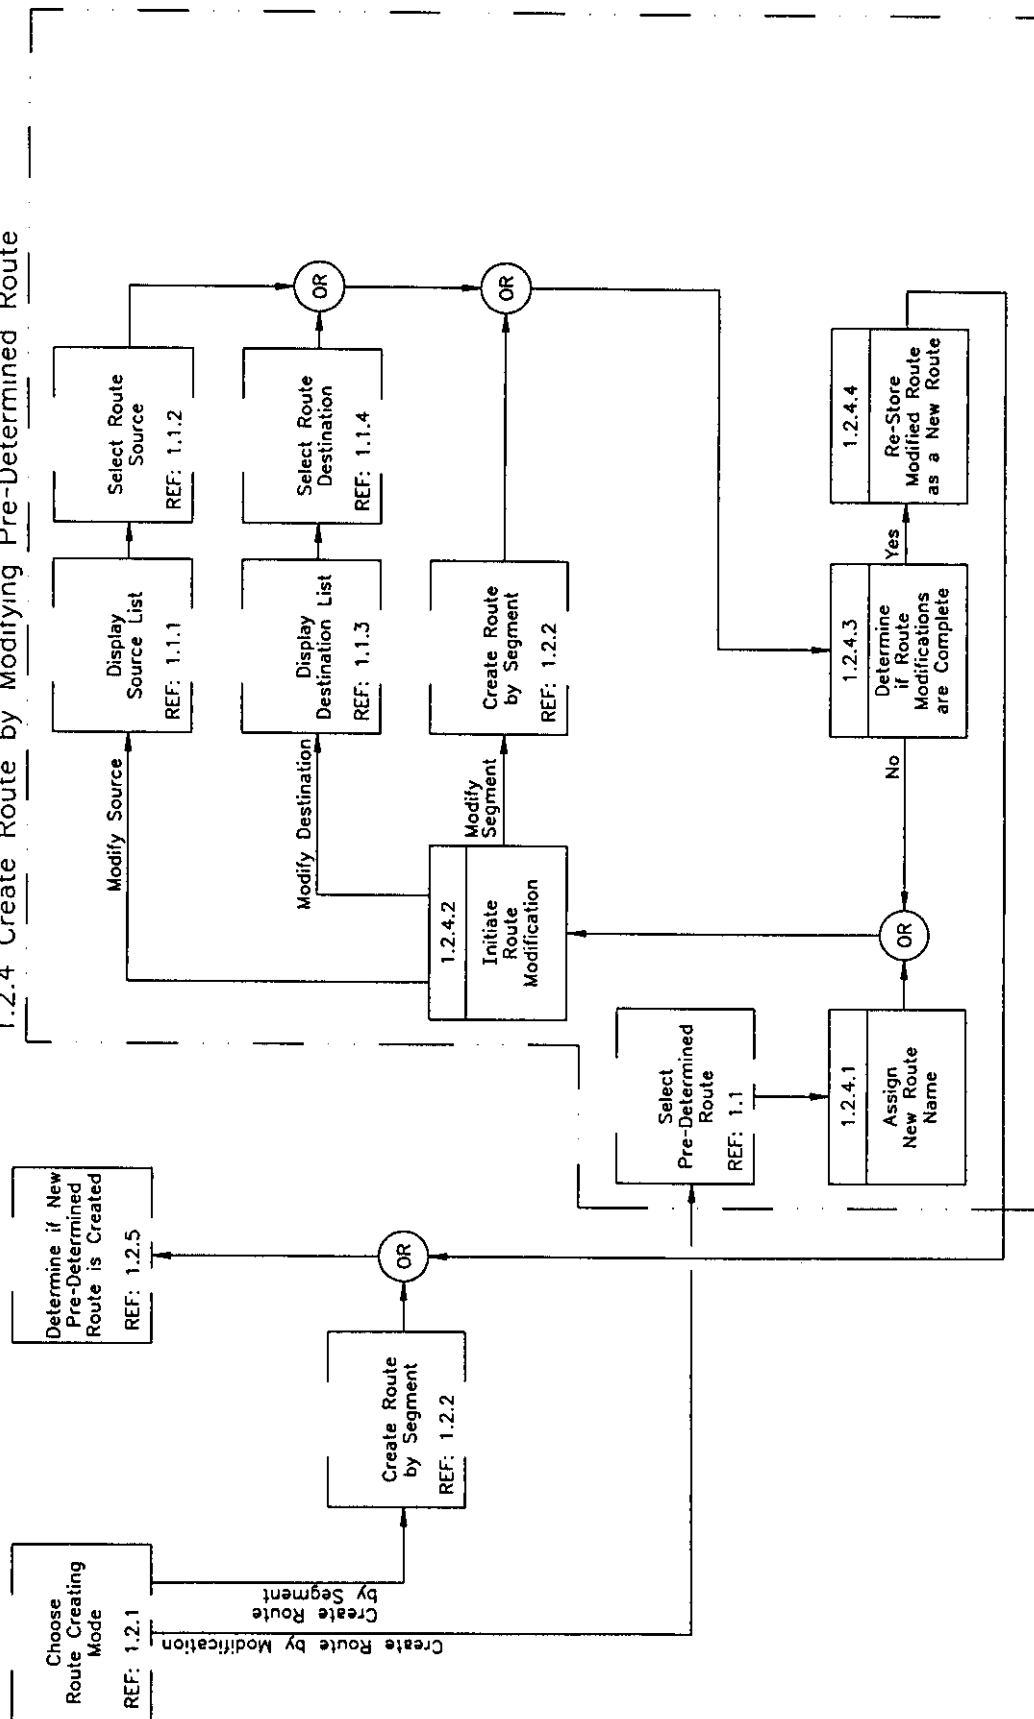 1.2.4 Create Route by Modifying Pre-Determined Route
Choose
Route Creating
Mode
REF: 1.2.1
Create Route
by Segment
Create Route by Modification
Create Route
by Segment
REF: 1.2.2
OR
Determine if New
Pre-Determined
Route is Created
REF: 1.2.5
Select
Pre-Determined
Route
REF: 1.1
1.2.4.1
Assign
New Route
Name
OR
1.2.4.2
Initiate
Route
Modification
Modify Source
Modify Destination
Modify
Segment
Display
Source List
REF: 1.1.1
Select Route
Source
REF: 1.1.2
Display
Destination List
REF: 1.1.3
Select Route
Destination
REF: 1.1.4
OR
Create Route
by Segment
REF: 1.2.2
OR
No
1.2.4.3
Determine
if Route
Modifications
are Complete
Yes
1.2.4.4
Re-Store
Modified Route
as a New Route